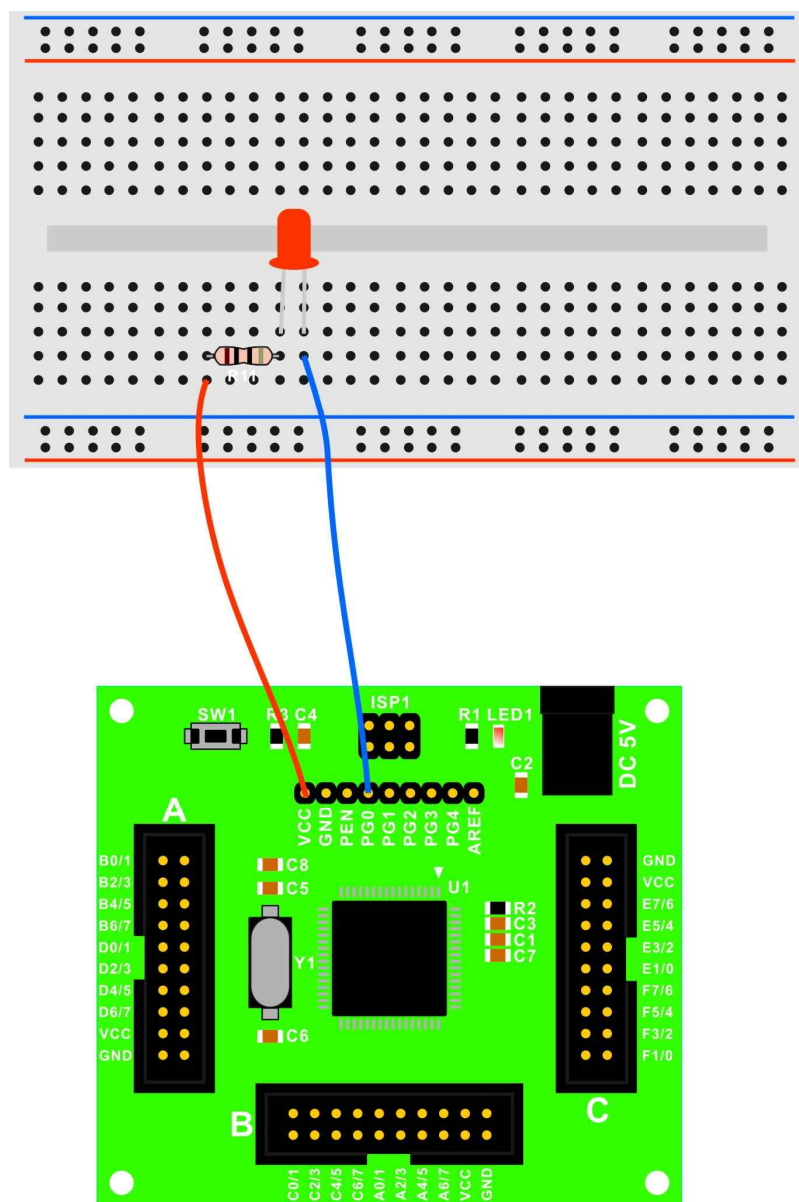 R11
ISP1
SW1
R3 C4
R1 LED1
DC 5V
C2
VCC
GND
PEN
PG0
PG1
PG2
PG3
PG4
AREF
A
B0/1
B2/3
B4/5
B6/7
D0/1
D2/3
D4/5
D6/7
VCC
GND
C8
C5
U1
Y1
R2
C3
C1
C7
C6
GND
VCC
E7/6
E5/4
E3/2
E1/0
F7/6
F5/4
F3/2
F1/0
C
B
C0/1
C2/3
C4/5
C6/7
A0/1
A2/3
A4/5
A6/7
VCC
GND